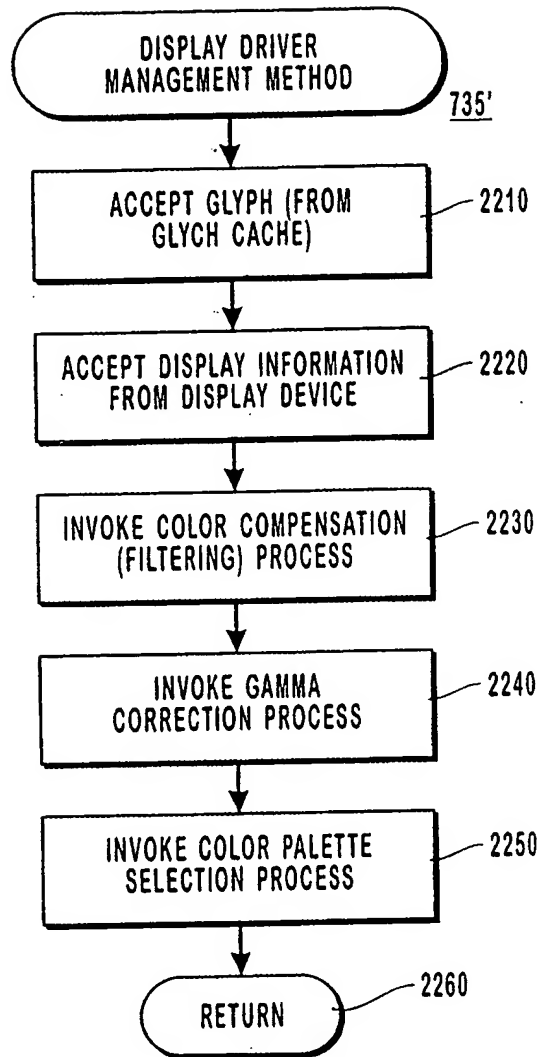 DISPLAY DRIVER
MANAGEMENT METHOD
735'
ACCEPT GLYPH (FROM
GLYCH CACHE)
2210
ACCEPT DISPLAY INFORMATION
FROM DISPLAY DEVICE
2220
INVOKE COLOR COMPENSATION
(FILTERING) PROCESS
2230
INVOKE GAMMA
CORRECTION PROCESS
2240
INVOKE COLOR PALETTE
SELECTION PROCESS
2250
RETURN
2260